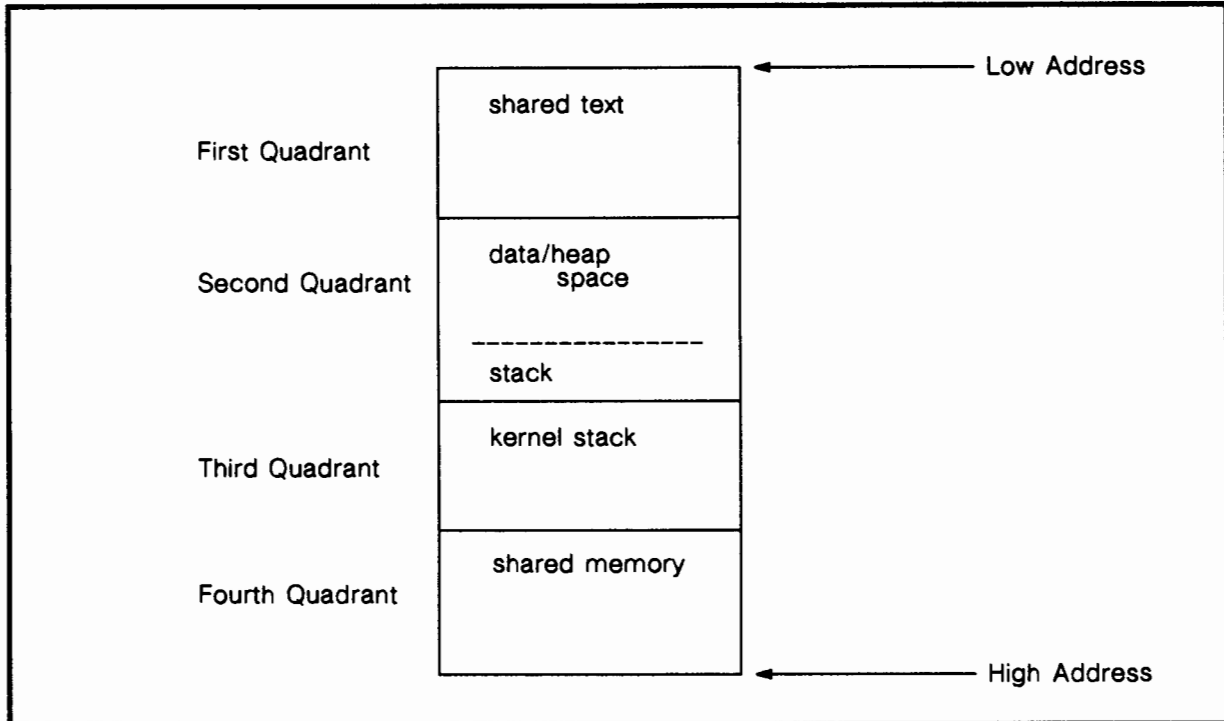 Low Address
shared text
First Quadrant
data/heap
space
Second Quadrant
stack
kernel stack
Third Quadrant
shared memory
Fourth Quadrant
High Address